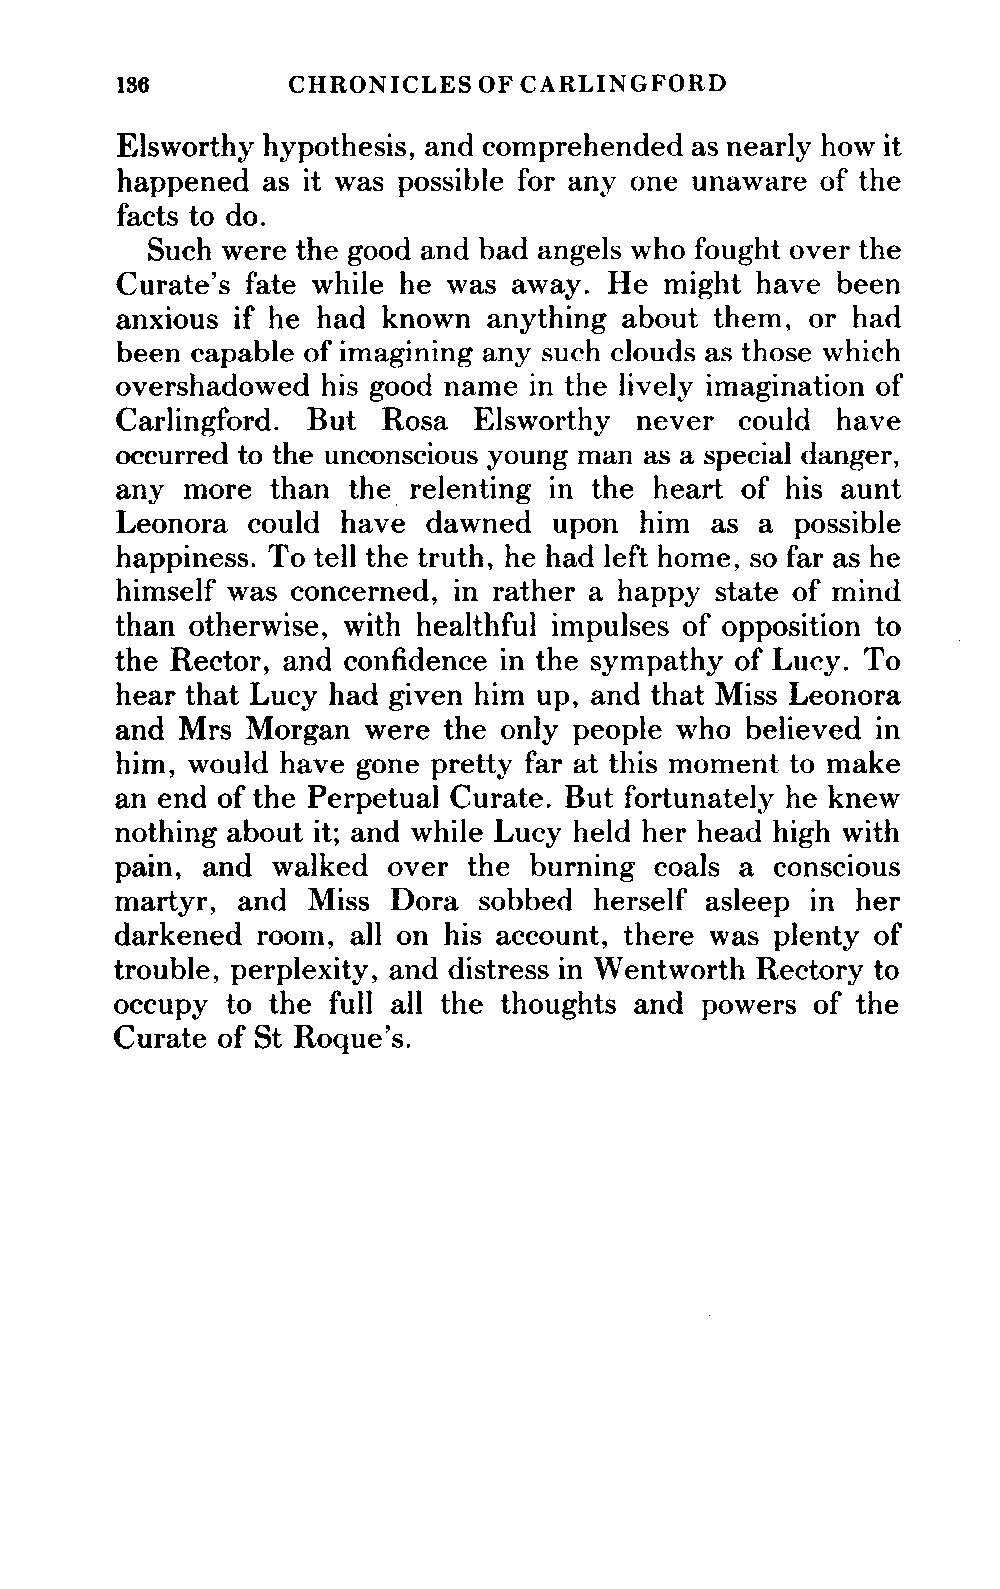 136 CHRONICLES OF CARLINGFORD
Elsworthy hypothesis, and comprehended as nearly how it
happened as it was possible for any one unaware of the
facts to do.
Such were the good and bad angels who fought over the
Curate's fate while he was away. He might have been
anxious if he had known anything about them, or had
been capable of imagining any such clouds as those which
overshadowed his good name in the lively imagination of
Carlingford. But Rosa Elsworthy never could have
occurred to the unconscious young man as a special danger,
any more than the relenting in the heart of his aunt
Leonora could have dawned upon him as a possible
happiness. To tell the truth, he had left home, so far as he
himself was concerned, in rather a happy state of mind
than otherwise, with healthful impulses of opposition to
the Rector, and confidence in the sympathy of Lucy. To
hear that Lucy had given him up, and that Miss Leonora
and Mrs Morgan were the only people who believed in
him, would have gone pretty far at this moment to make
an end of the Perpetual Curate. But fortunately he knew
nothing about it; and while Lucy held her head high with
pain, and walked over the burning coals a conscious
martyr, and Miss Dora sobbed herself asleep in her
darkened room, all on his account, there was plenty of
trouble, perplexity, and distress in Wentworth Rectory to
occupy to the full all the thoughts and powers of the
Curate of St Roque's.